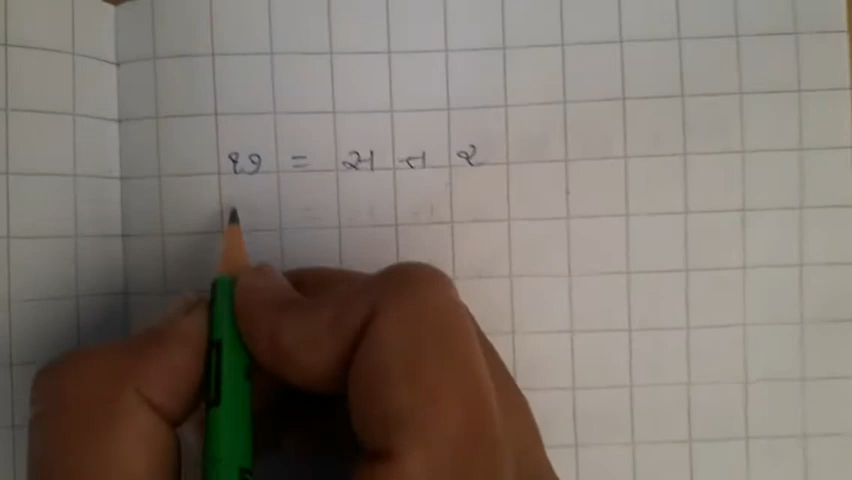 ૧૭ = સ ત ર